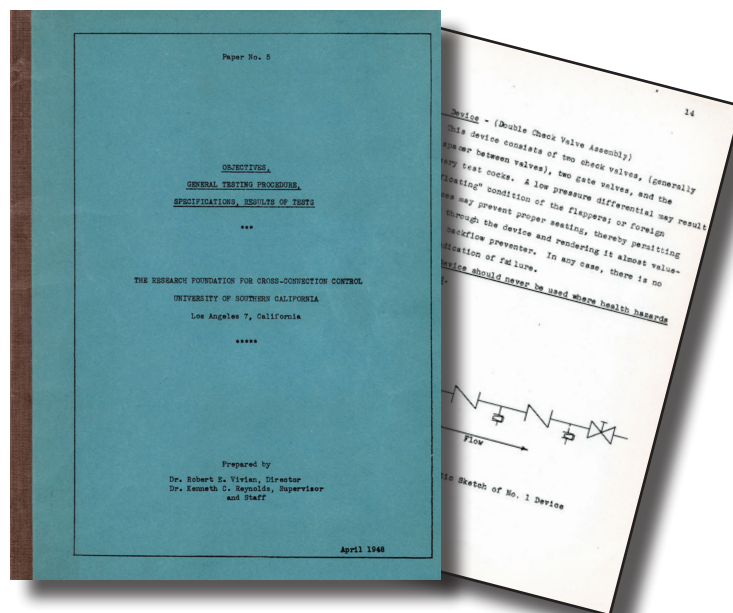 Paper No. 5
OBJECTIVES,
GENERAL TESTING PROCEDURE,
SPECIFICATIONS, RESULTS OF TESTS
***
THE RESEARCH FOUNDATION FOR CROSS-CONNECTION CONTROL
UNIVERSITY OF SOUTHERN CALIFORNIA
Los Angeles 7, California
*****
Prepared by
Dr. Robert E. Vivian, Director
Dr. Kenneth C. Reynolds, Supervisor
and Staff
April 1948
14
Device - (Double Check Valve Assembly)
This device consists of two check valves, (generally
spacer between valves), two gate valves, and the
test cocks. A low pressure differential may result
floating" condition of the flappers; or foreign
may prevent proper seating, thereby permitting
through the device and rendering it almost value-
backflow preventer. In any case, there is no
of failure.
device should never be used where health hazards
Flow
Sketch of No. 1 Device